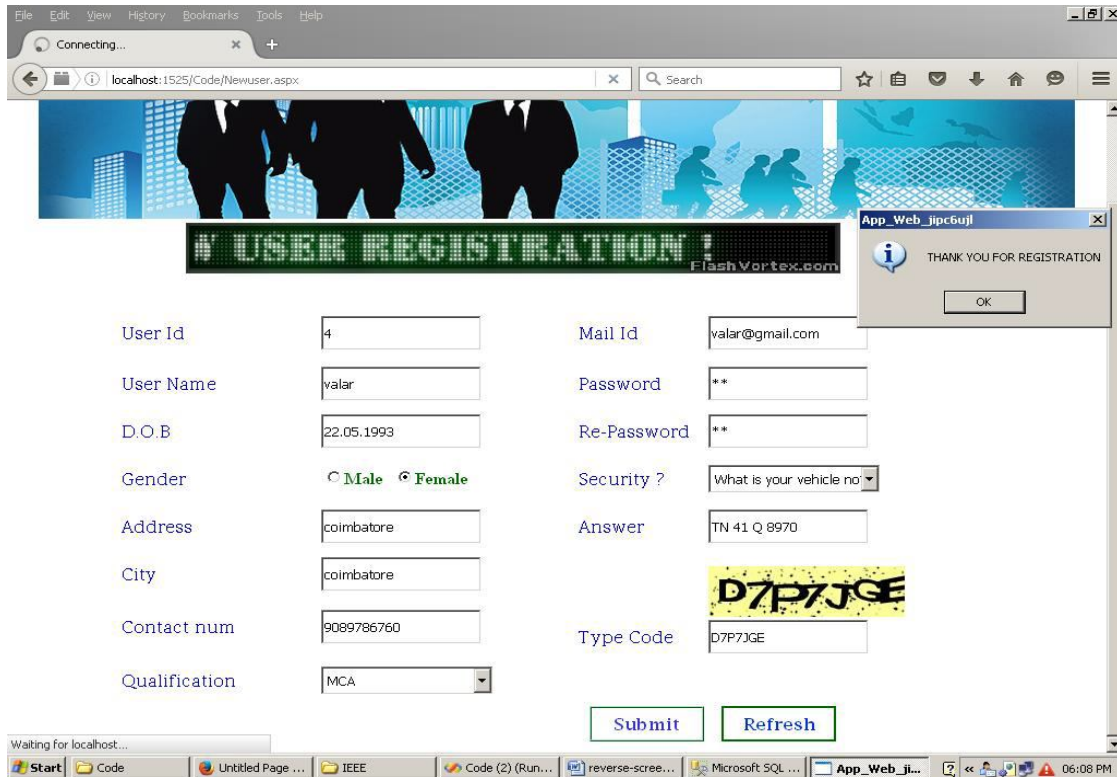 File Edit View History Bookmarks Tools Help
Connecting...
localhost:1525/Code/Newuser.aspx
Search
W USER REGISTRATION !
FlashVortex.com
App_Web_jipc6ujl
THANK YOU FOR REGISTRATION
OK
User Id 4 Mail Id valar@gmail.com
User Name valar Password **
D.O.B 22.05.1993 Re-Password **
Gender Male Female Security ? What is your vehicle no
Address coimbatore Answer TN 41 Q 8970
City coimbatore
D7P7JGE
Contact num 9089786760 Type Code D7P7JGE
Qualification MCA
Submit Refresh
Waiting for localhost...
Start Code Untitled Page ... IEEE Code (2) (Run... reverse-scree... Microsoft SQL ... App_Web_ji... 06:08 PM